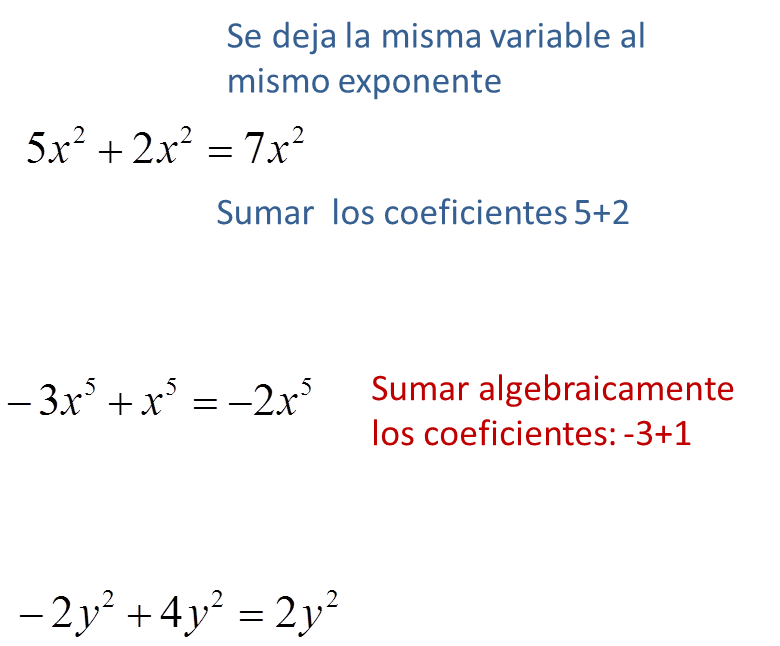 Se deja la misma variable al
mismo exponente
5x² + 2x² = 7x²
Sumar los coeficientes 5+2
−3x⁵ + x⁵ = −2x⁵
Sumar algebraicamente
los coeficientes: -3+1
−2y² + 4y² = 2y²